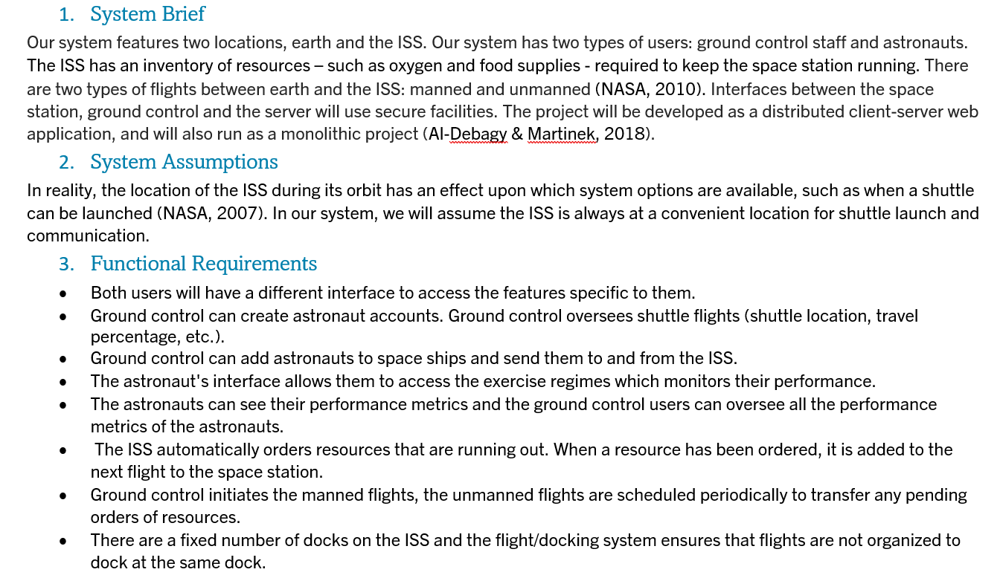 1. System Brief
Our system features two locations, earth and the ISS. Our system has two types of users: ground control staff and astronauts.
The ISS has an inventory of resources – such as oxygen and food supplies - required to keep the space station running. There
are two types of flights between earth and the ISS: manned and unmanned (NASA, 2010). Interfaces between the space
station, ground control and the server will use secure facilities. The project will be developed as a distributed client-server web
application, and will also run as a monolithic project (Al-Debagy & Martinek, 2018).
2. System Assumptions
In reality, the location of the ISS during its orbit has an effect upon which system options are available, such as when a shuttle
can be launched (NASA, 2007). In our system, we will assume the ISS is always at a convenient location for shuttle launch and
communication.
3. Functional Requirements
• Both users will have a different interface to access the features specific to them.
• Ground control can create astronaut accounts. Ground control oversees shuttle flights (shuttle location, travel
percentage, etc.).
• Ground control can add astronauts to space ships and send them to and from the ISS.
• The astronaut's interface allows them to access the exercise regimes which monitors their performance.
• The astronauts can see their performance metrics and the ground control users can oversee all the performance
metrics of the astronauts.
• The ISS automatically orders resources that are running out. When a resource has been ordered, it is added to the
next flight to the space station.
• Ground control initiates the manned flights, the unmanned flights are scheduled periodically to transfer any pending
orders of resources.
• There are a fixed number of docks on the ISS and the flight/docking system ensures that flights are not organized to
dock at the same dock.